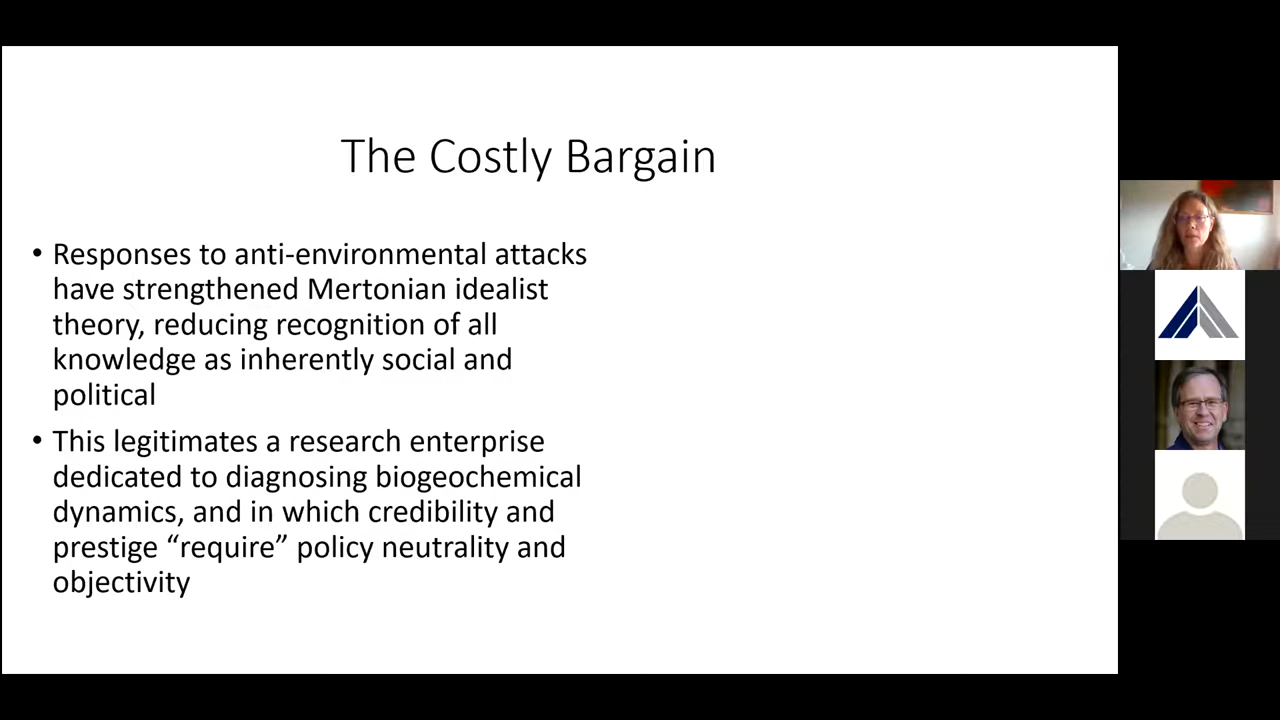 The Costly Bargain
• Responses to anti-environmental attacks
have strengthened Mertonian idealist
theory, reducing recognition of all
knowledge as inherently social and
political
• This legitimates a research enterprise
dedicated to diagnosing biogeochemical
dynamics, and in which credibility and
prestige “require” policy neutrality and
objectivity